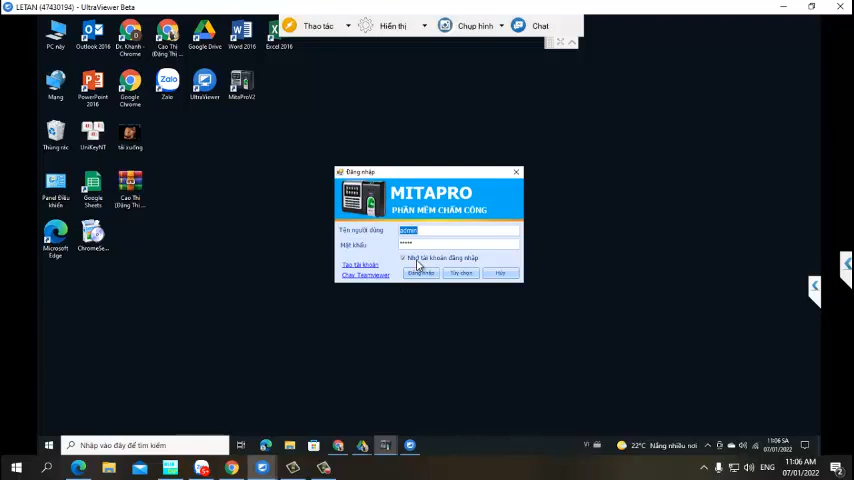 LETAN (47430194) - UltraViewer Beta
Thao tác
Hiển thị
Chụp hình
Chat
PC này
Outlook 2016
Dr. Khanh - Chrome
Cao Thị (Đặng Thị ...
Google Drive
Word 2016
Excel 2016
Mạng
PowerPoint 2016
Google Chrome
Zalo
UltraViewer
MitaProV2
Thùng rác
UniKeyNT
tải xuống
Panel Điều khiển
Google Sheets
Cao Thị (Đặng Thị ...
Microsoft Edge
ChromeSe...
Đăng nhập
MITAPRO
PHẦN MỀM CHẤM CÔNG
Tên người dùng
admin
Mật khẩu
*****
Nhớ tài khoản đăng nhập
Tạo tài khoản
Chạy Teamviewer
Đăng nhập
Tùy chọn
Hủy
Nhập vào đây để tìm kiếm
VI
22°C Nắng nhiều nơi
11:06 SA
07/01/2022
ENG
11:06 AM
07/01/2022
2